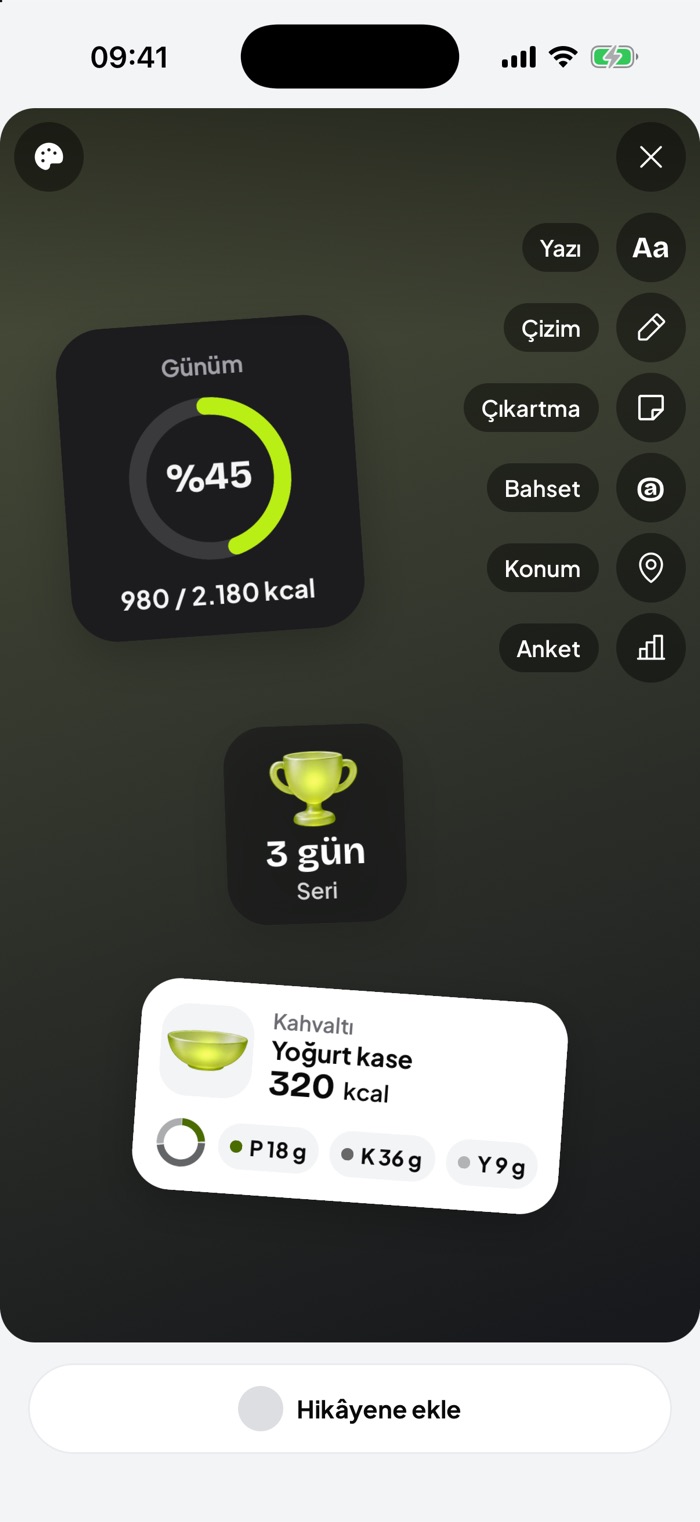 09:41
Yazı
Aa
Çizim
Çıkartma
Bahset
@
Konum
Anket
Günüm
%45
980 / 2.180 kcal
3 gün
Seri
Kahvaltı
Yoğurt kase
320 kcal
P 18 g
K 36 g
Y 9 g
Hikâyene ekle